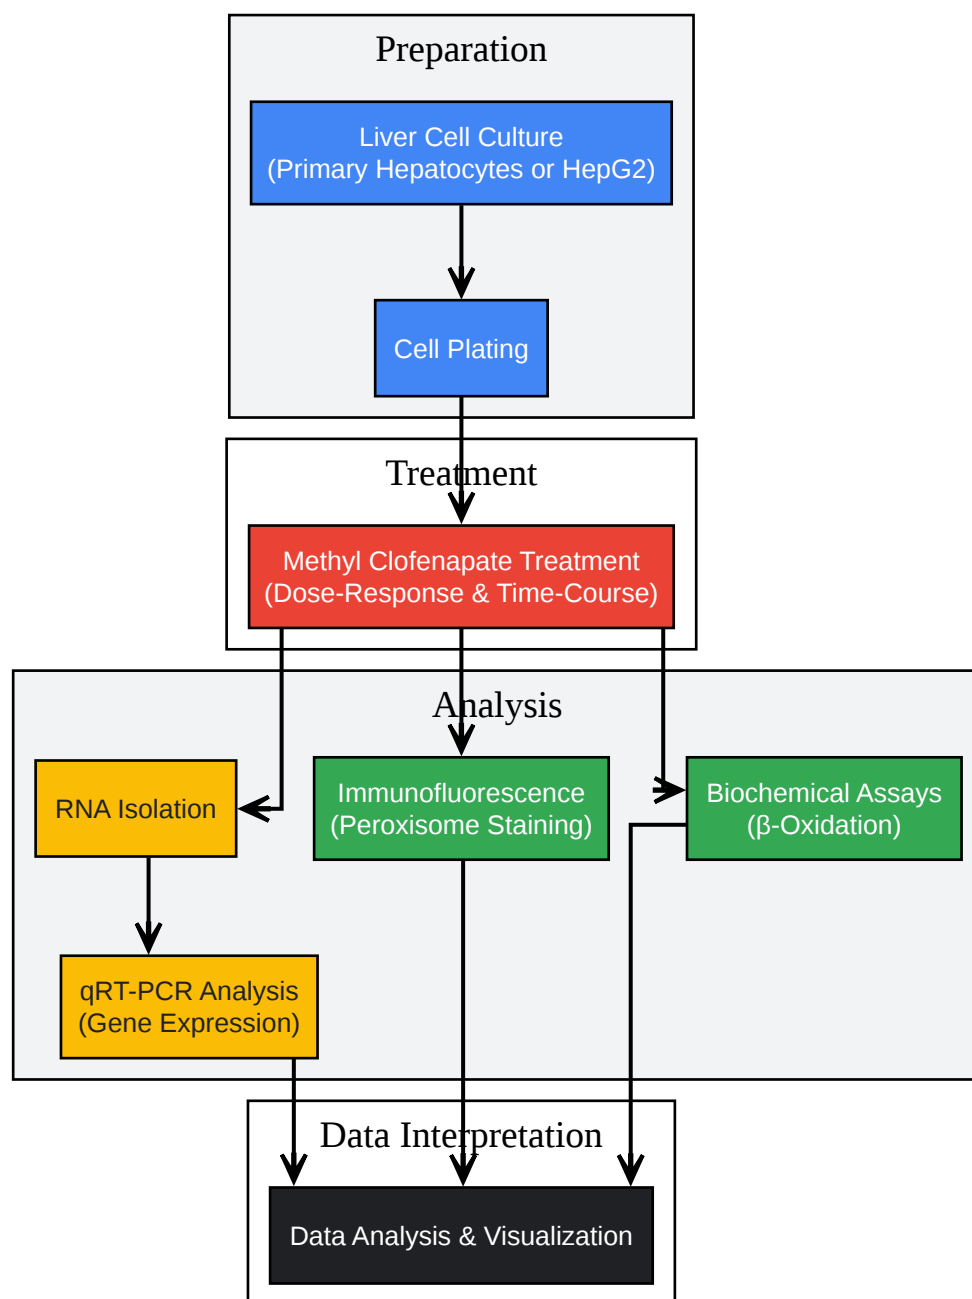 Preparation
Liver Cell Culture
(Primary Hepatocytes or HepG2)
Cell Plating
Treatment
Methyl Clofenapate Treatment
(Dose-Response & Time-Course)
Analysis
RNA Isolation
Immunofluorescence
(Peroxisome Staining)
Biochemical Assays
(β-Oxidation)
qRT-PCR Analysis
(Gene Expression)
Data Interpretation
Data Analysis & Visualization